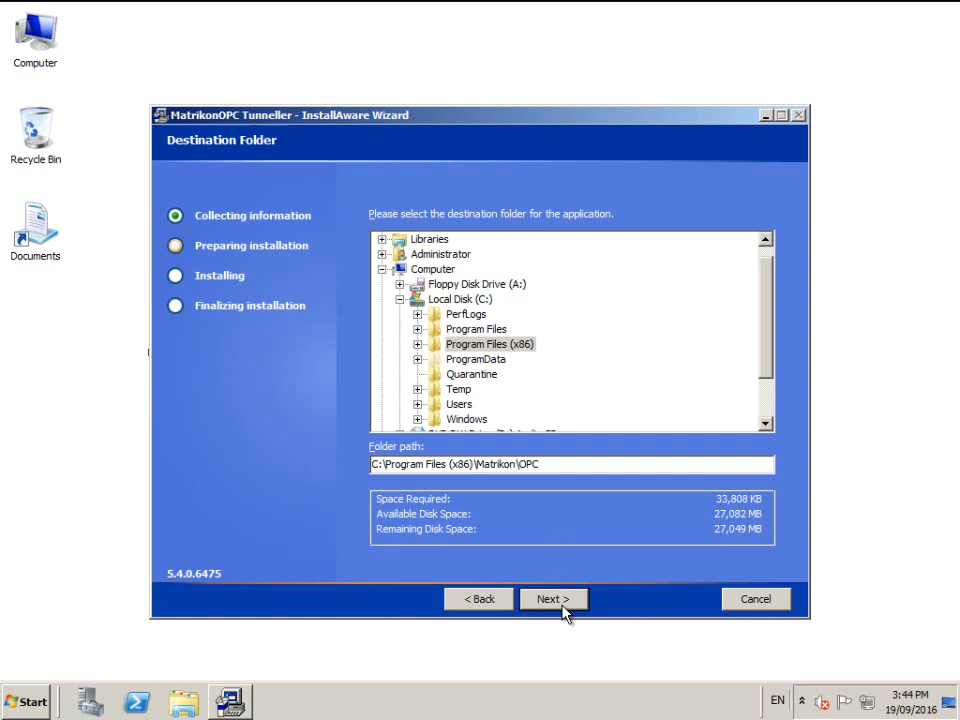 Computer
Recycle Bin
Documents
MatrikonOPC Tunneller - InstallAware Wizard
Destination Folder
Collecting information
Preparing installation
Installing
Finalizing installation
Please select the destination folder for the application.
Libraries
Administrator
Computer
Floppy Disk Drive (A:)
Local Disk (C:)
PerfLogs
Program Files
Program Files (x86)
ProgramData
Quarantine
Temp
Users
Windows
Folder path:
C:\Program Files (x86)\Matrikon\OPC
Space Required: 33,808 KB
Available Disk Space: 27,082 MB
Remaining Disk Space: 27,049 MB
5.4.0.6475
< Back
Next >
Cancel
Start
EN
3:44 PM
19/09/2016